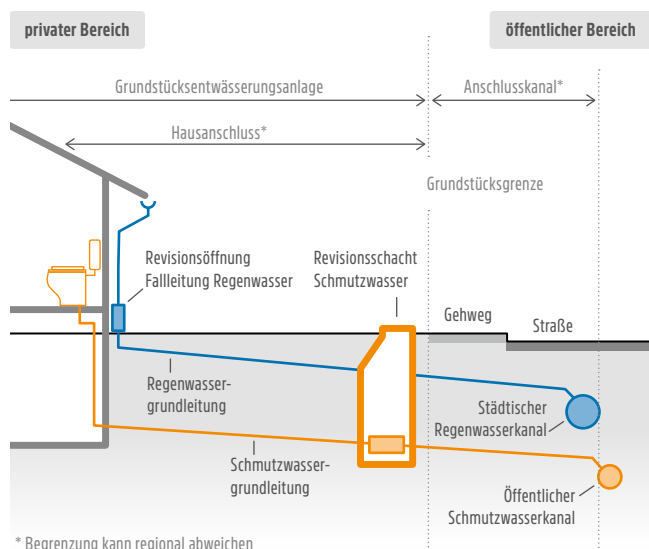 privater Bereich
öffentlicher Bereich
Grundstücksentwässerungsanlage
Anschlusskanal*
Hausanschluss*
Grundstücksgrenze
Revisionsöffnung
Fallleitung Regenwasser
Revisionsschacht
Schmutzwasser
Gehweg
Straße
Regenwasser-
grundleitung
Städtischer
Regenwasserkanal
Schmutzwasser-
grundleitung
Öffentlicher
Schmutzwasserkanal
* Begrenzung kann regional abweichen